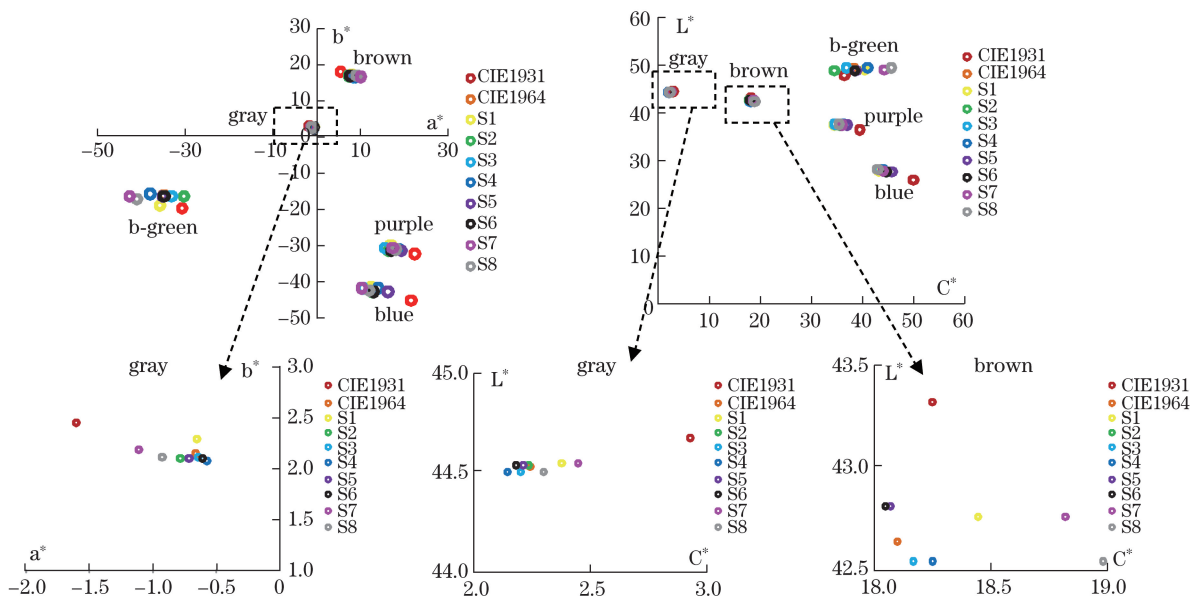 b*
30
20
brown
10
gray
a*
0
-50
-30
-10
10
30
-10
-20
b-green
-30
purple
-40
blue
-50
CIE1931
CIE1964
S1
S2
S3
S4
S5
S6
S7
S8
L*
60
50
40
30
20
10
0
gray
brown
b-green
purple
blue
C*
10
20
30
40
50
60
CIE1931
CIE1964
S1
S2
S3
S4
S5
S6
S7
S8
gray
b*
3.0
2.5
2.0
1.5
1.0
a*
-2.0
-1.5
-1.0
-0.5
0
CIE1931
CIE1964
S1
S2
S3
S4
S5
S6
S7
S8
45.0
L*
gray
44.5
44.0
C*
2.0
2.5
3.0
CIE1931
CIE1964
S1
S2
S3
S4
S5
S6
S7
S8
43.5
L*
brown
43.0
42.5
C*
18.0
18.5
19.0
CIE1931
CIE1964
S1
S2
S3
S4
S5
S6
S7
S8